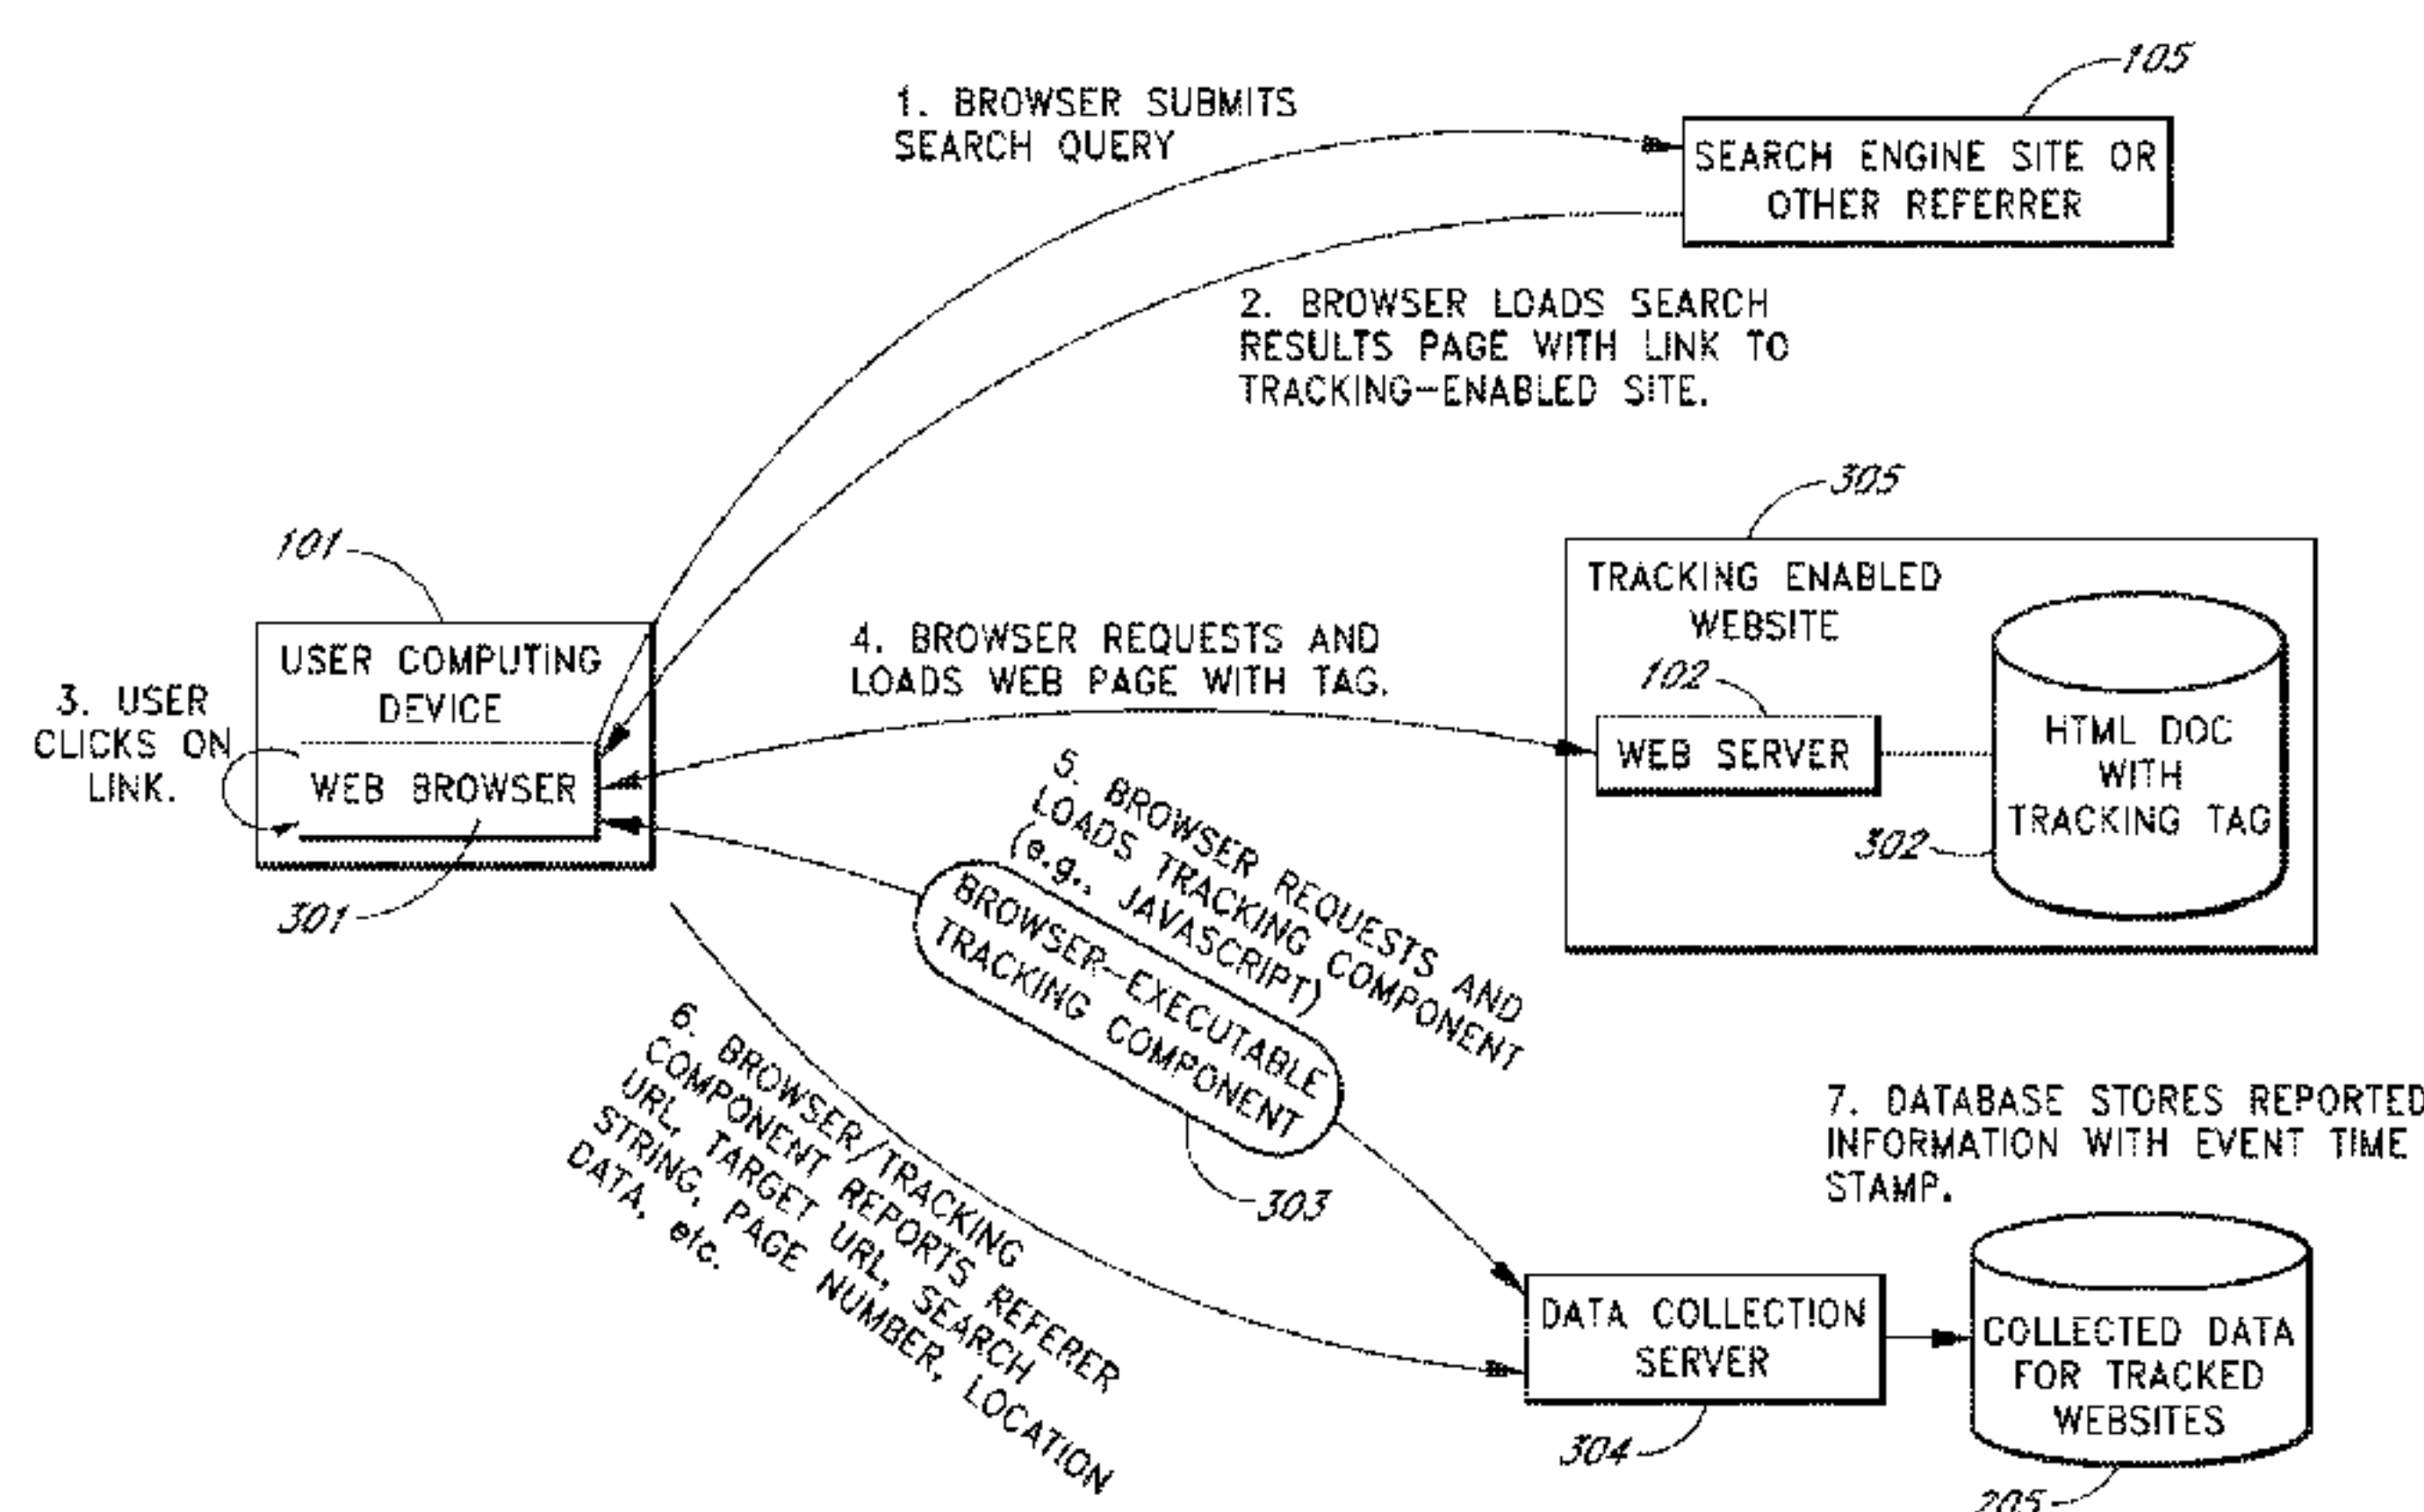 105
1. BROWSER SUBMITS
SEARCH QUERY
SEARCH ENGINE SITE OR
OTHER REFERRER
2. BROWSER LOADS SEARCH
RESULTS PAGE WITH LINK TO
TRACKING-ENABLED SITE.
305
101
TRACKING ENABLED
WEBSITE
USER COMPUTING
DEVICE
4. BROWSER REQUESTS AND
LOADS WEB PAGE WITH TAG.
102
3. USER
CLICKS ON
LINK.
WEB BROWSER
WEB SERVER
HTML DOC
WITH
TRACKING TAG
302
301
5. BROWSER REQUESTS AND
LOADS TRACKING COMPONENT
(e.g., JAVASCRIPT)
BROWSER-EXECUTABLE
TRACKING COMPONENT
303
6. BROWSER/TRACKING
COMPONENT REPORTS REFERER
URL, TARGET URL, SEARCH
STRING, PAGE NUMBER, LOCATION
DATA, etc.
7. DATABASE STORES REPORTED
INFORMATION WITH EVENT TIME
STAMP.
DATA COLLECTION
SERVER
304
COLLECTED DATA
FOR TRACKED
WEBSITES
205